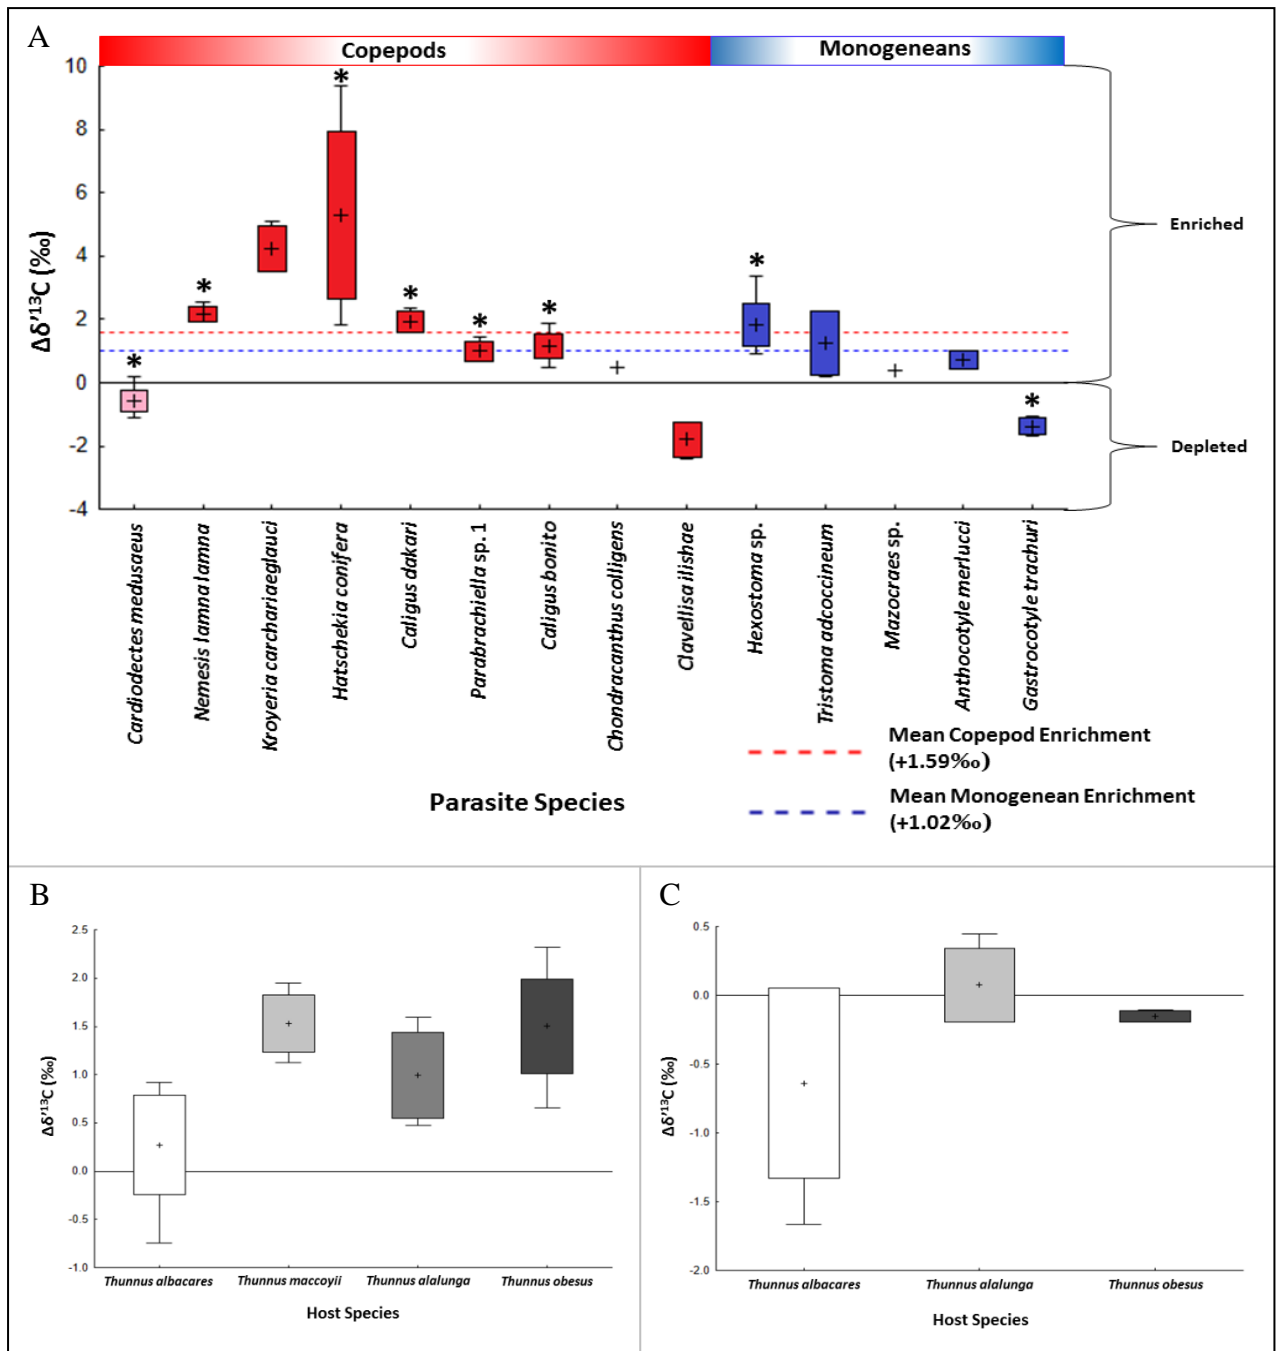 A
Copepods
Monogeneans
10
8
6
4
2
0
-2
-4
Δδ'¹³C (‰)
*
*
*
*
*
*
*
*
Enriched
Depleted
Cardiodectes medusaeus
Nemesis lamna lamna
Kroyeria carchariaeglauci
Hatschekia conifera
Caligus dakari
Parabrachiella sp. 1
Caligus bonito
Chondracanthus colligens
Clavellisa ilishae
Hexostoma sp.
Tristoma adcoccineum
Mazocraes sp.
Anthocotyle merlucci
Gastrocotyle trachuri
Parasite Species
Mean Copepod Enrichment
(+1.59‰)
Mean Monogenean Enrichment
(+1.02‰)
B
2.5
2.0
1.5
1.0
0.5
0.0
-0.5
-1.0
Δδ'¹³C (‰)
Thunnus albacares
Thunnus maccoyii
Thunnus alalunga
Thunnus obesus
Host Species
C
0.5
0.0
-0.5
-1.0
-1.5
-2.0
Δδ'¹³C (‰)
Thunnus albacares
Thunnus alalunga
Thunnus obesus
Host Species